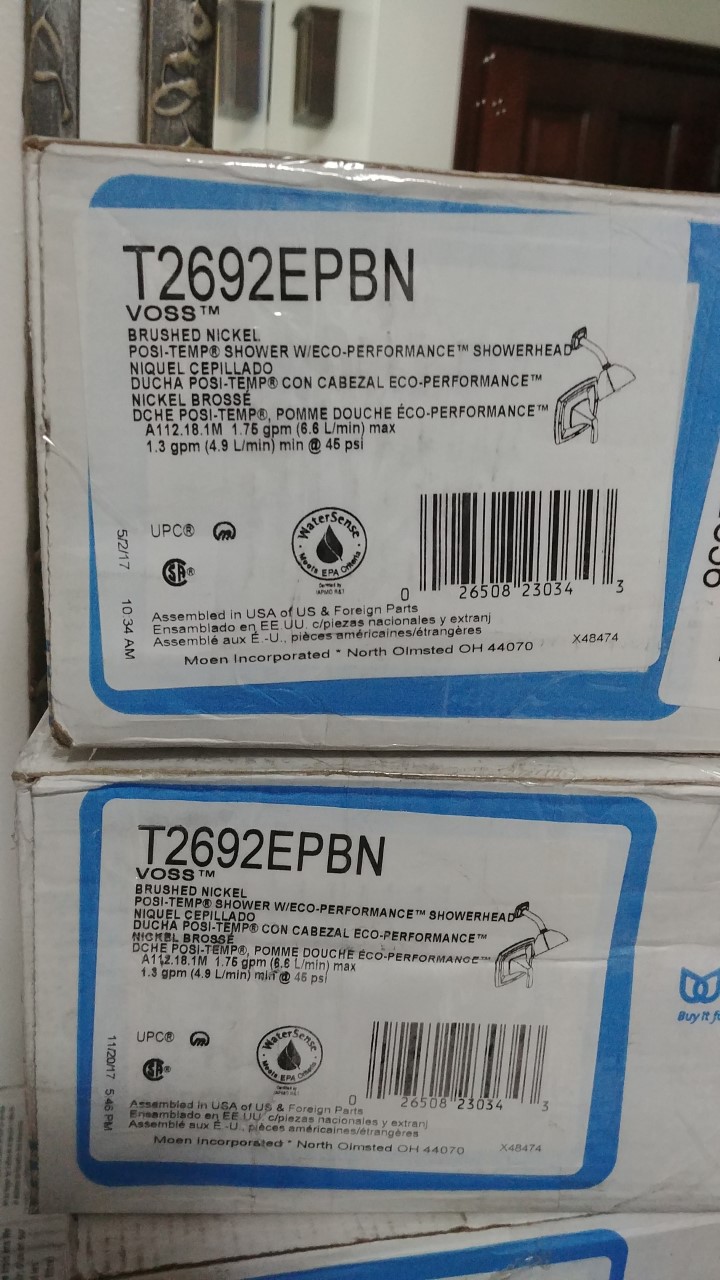 T2692EPBN
VOSS™
BRUSHED NICKEL
POSI-TEMP® SHOWER W/ECO-PERFORMANCE™ SHOWERHEAD
NIQUEL CEPILLADO
DUCHA POSI-TEMP® CON CABEZAL ECO-PERFORMANCE™
NICKEL BROSSÉ
DCHE POSI-TEMP®, POMME DOUCHE ÉCO-PERFORMANCE™
A112.18.1M 1.75 gpm (6.6 L/min) max
1.3 gpm (4.9 L/min) min @ 45 psi
5/2/17 10:34 AM
UPC®
WaterSense
Meets EPA Criteria
Certified by
IAPMO R&T
0 26508 23034 3
Assembled in USA of US & Foreign Parts
Ensamblado en EE UU. c/piezas nacionales y extranj
Assemblé aux É.-U., pièces américaines/étrangères
Moen Incorporated * North Olmsted OH 44070 X48474
T2692EPBN
VOSS™
BRUSHED NICKEL
POSI-TEMP® SHOWER W/ECO-PERFORMANCE™ SHOWERHEAD
NIQUEL CEPILLADO
DUCHA POSI-TEMP® CON CABEZAL ECO-PERFORMANCE™
NICKEL BROSSÉ
DCHE POSI-TEMP®, POMME DOUCHE ÉCO-PERFORMANCE™
A112.18.1M 1.75 gpm (6.6 L/min) max
1.3 gpm (4.9 L/min) min @ 45 psi
11/20/17 5:46 PM
UPC®
WaterSense
Meets EPA Criteria
0 26508 23034 3
Assembled in USA of US & Foreign Parts
Ensamblado en EE UU. c/piezas nacionales y extranj
Assemblé aux É.-U., pièces américaines/étrangères
Moen Incorporated * North Olmsted OH 44070 X48474
Buy it